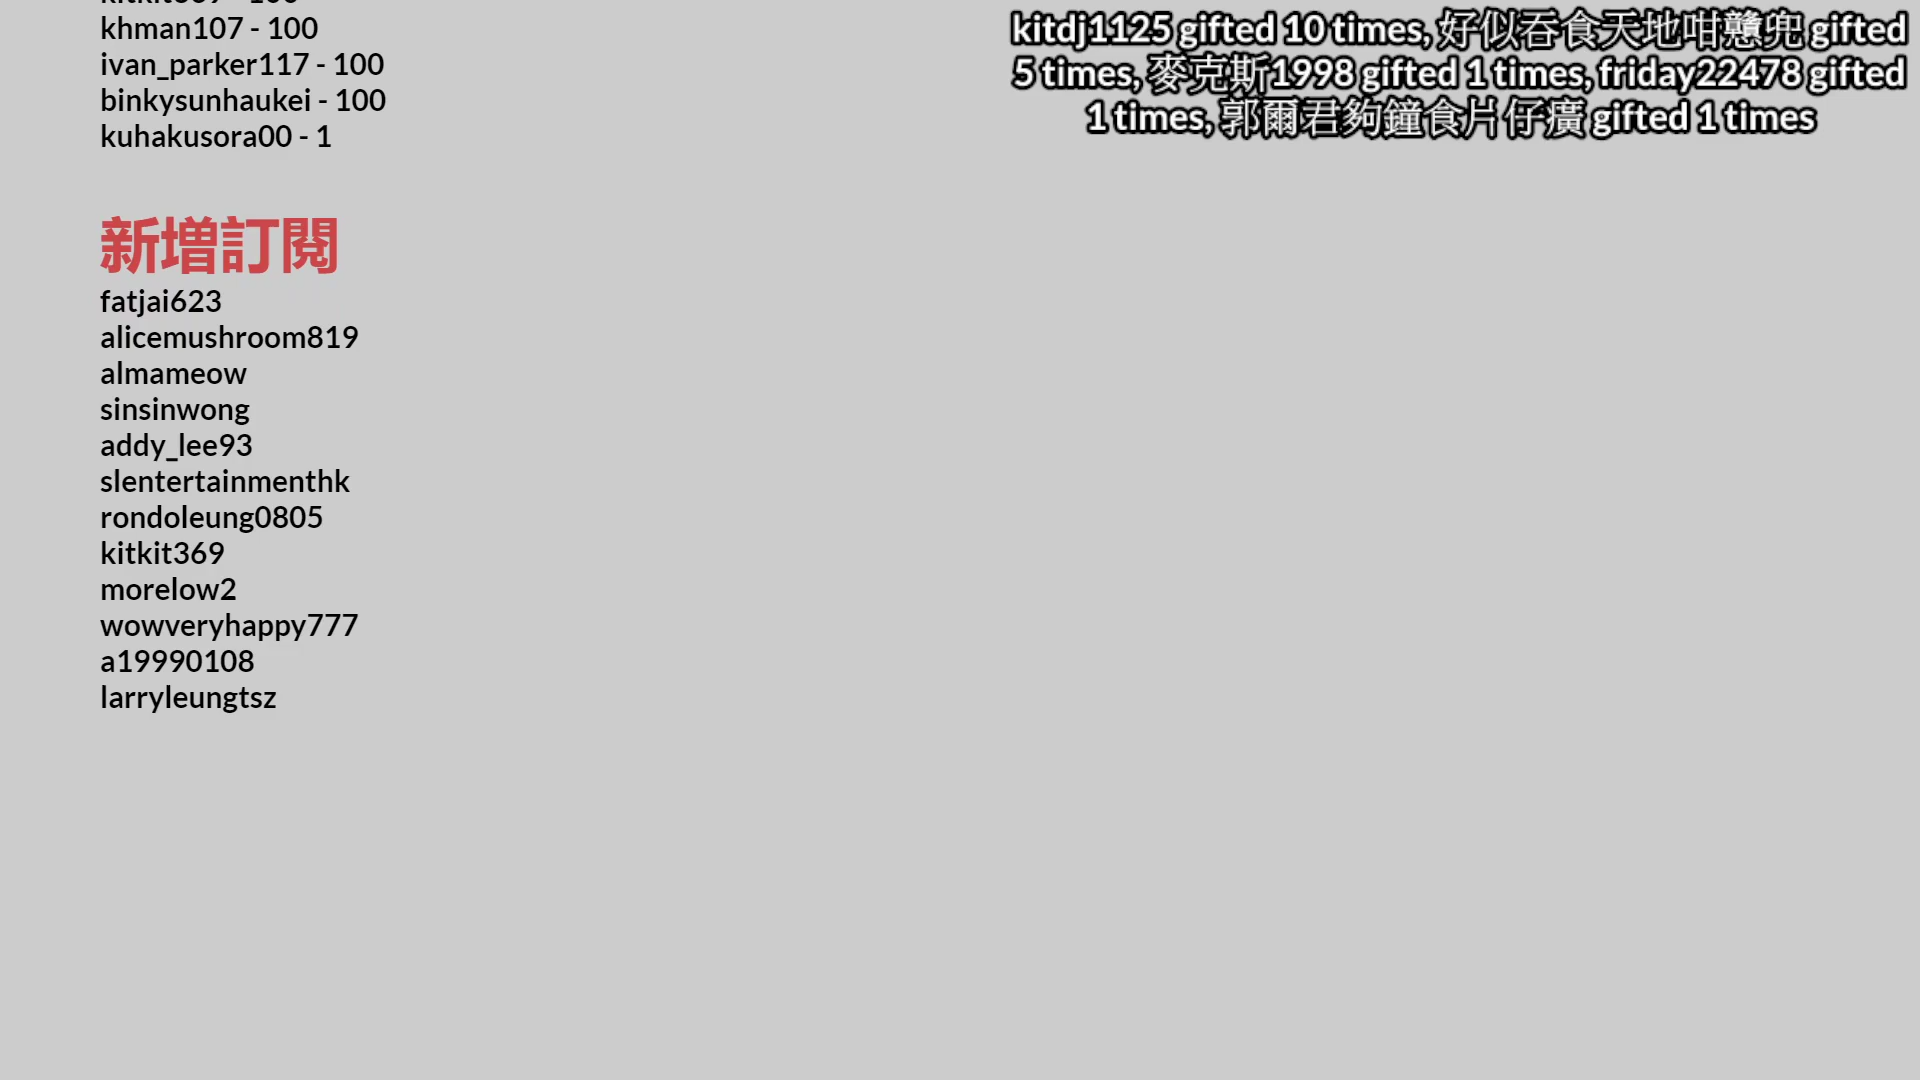 khman107 - 100
ivan_parker117 - 100
binkysunhaukei - 100
kuhakusora00 - 1
新增訂閱
fatjai623
alicemushroom819
almameow
sinsinwong
addy_lee93
slentertainmenthk
rondoleung0805
kitkit369
morelow2
wowveryhappy777
a19990108
larryleungtsz
kitdj1125 gifted 10 times, 好似吞食天地咁戇兜 gifted
5 times, 麥克斯1998 gifted 1 times, friday22478 gifted
1 times, 郭爾君夠鐘食片仔癀 gifted 1 times